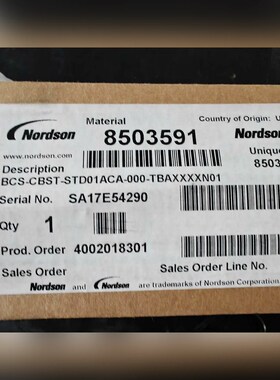 Nordson
Material
Country of Origin: U
8503591
Nordson
www.nordson.com
Unique
Description
8503
BCS-CBST-STD01ACA-000-TBAXXXXN01
Serial No. SA17E54290
Qty 1
Prod. Order 4002018301
Sales Order
Sales Order Line No.
Nordson and Nordson are trademarks of Nordson Corporation